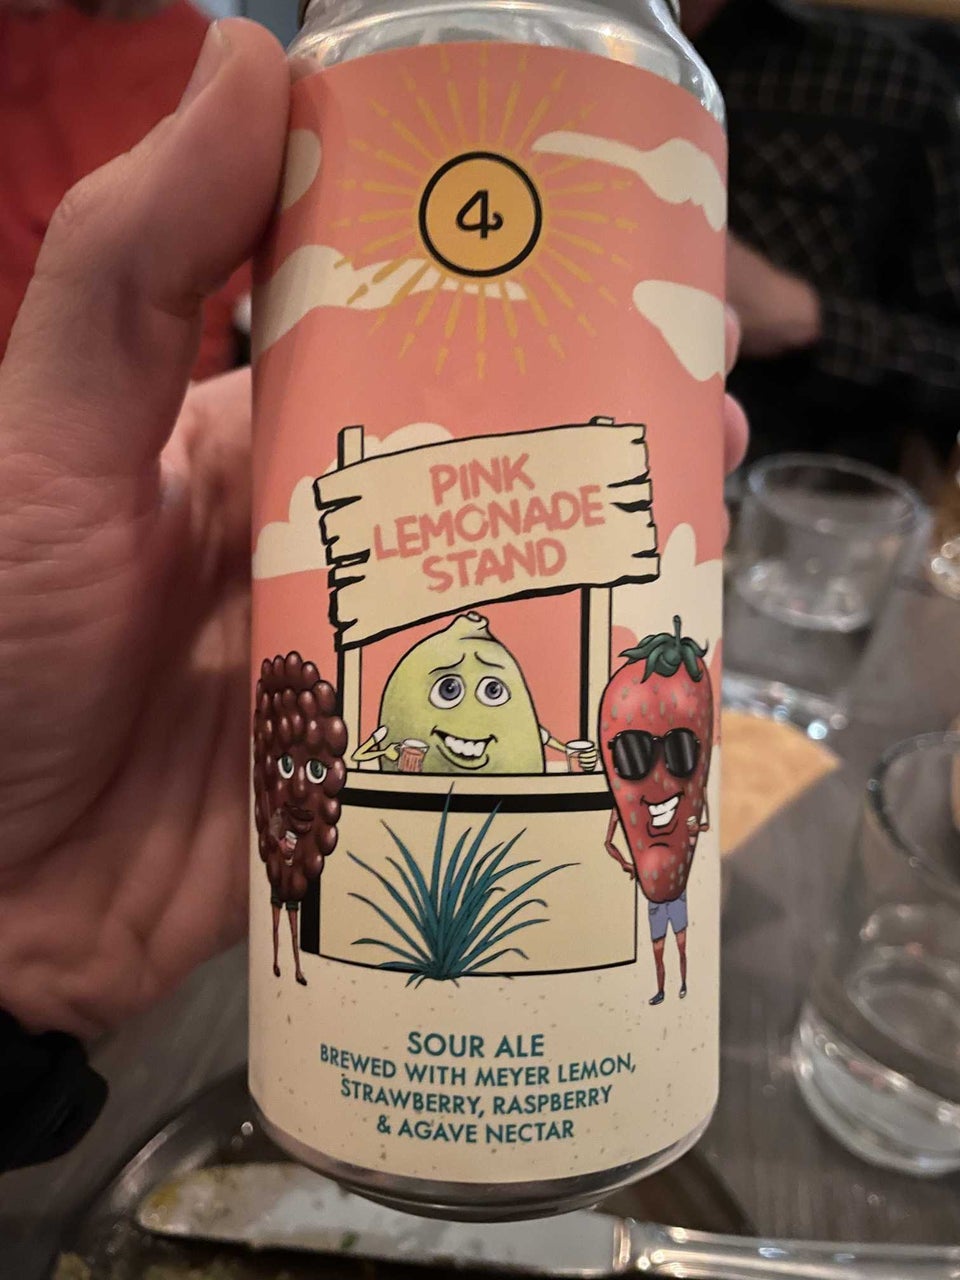 4
PINK
LEMONADE
STAND
SOUR ALE
BREWED WITH MEYER LEMON,
STRAWBERRY, RASPBERRY
& AGAVE NECTAR